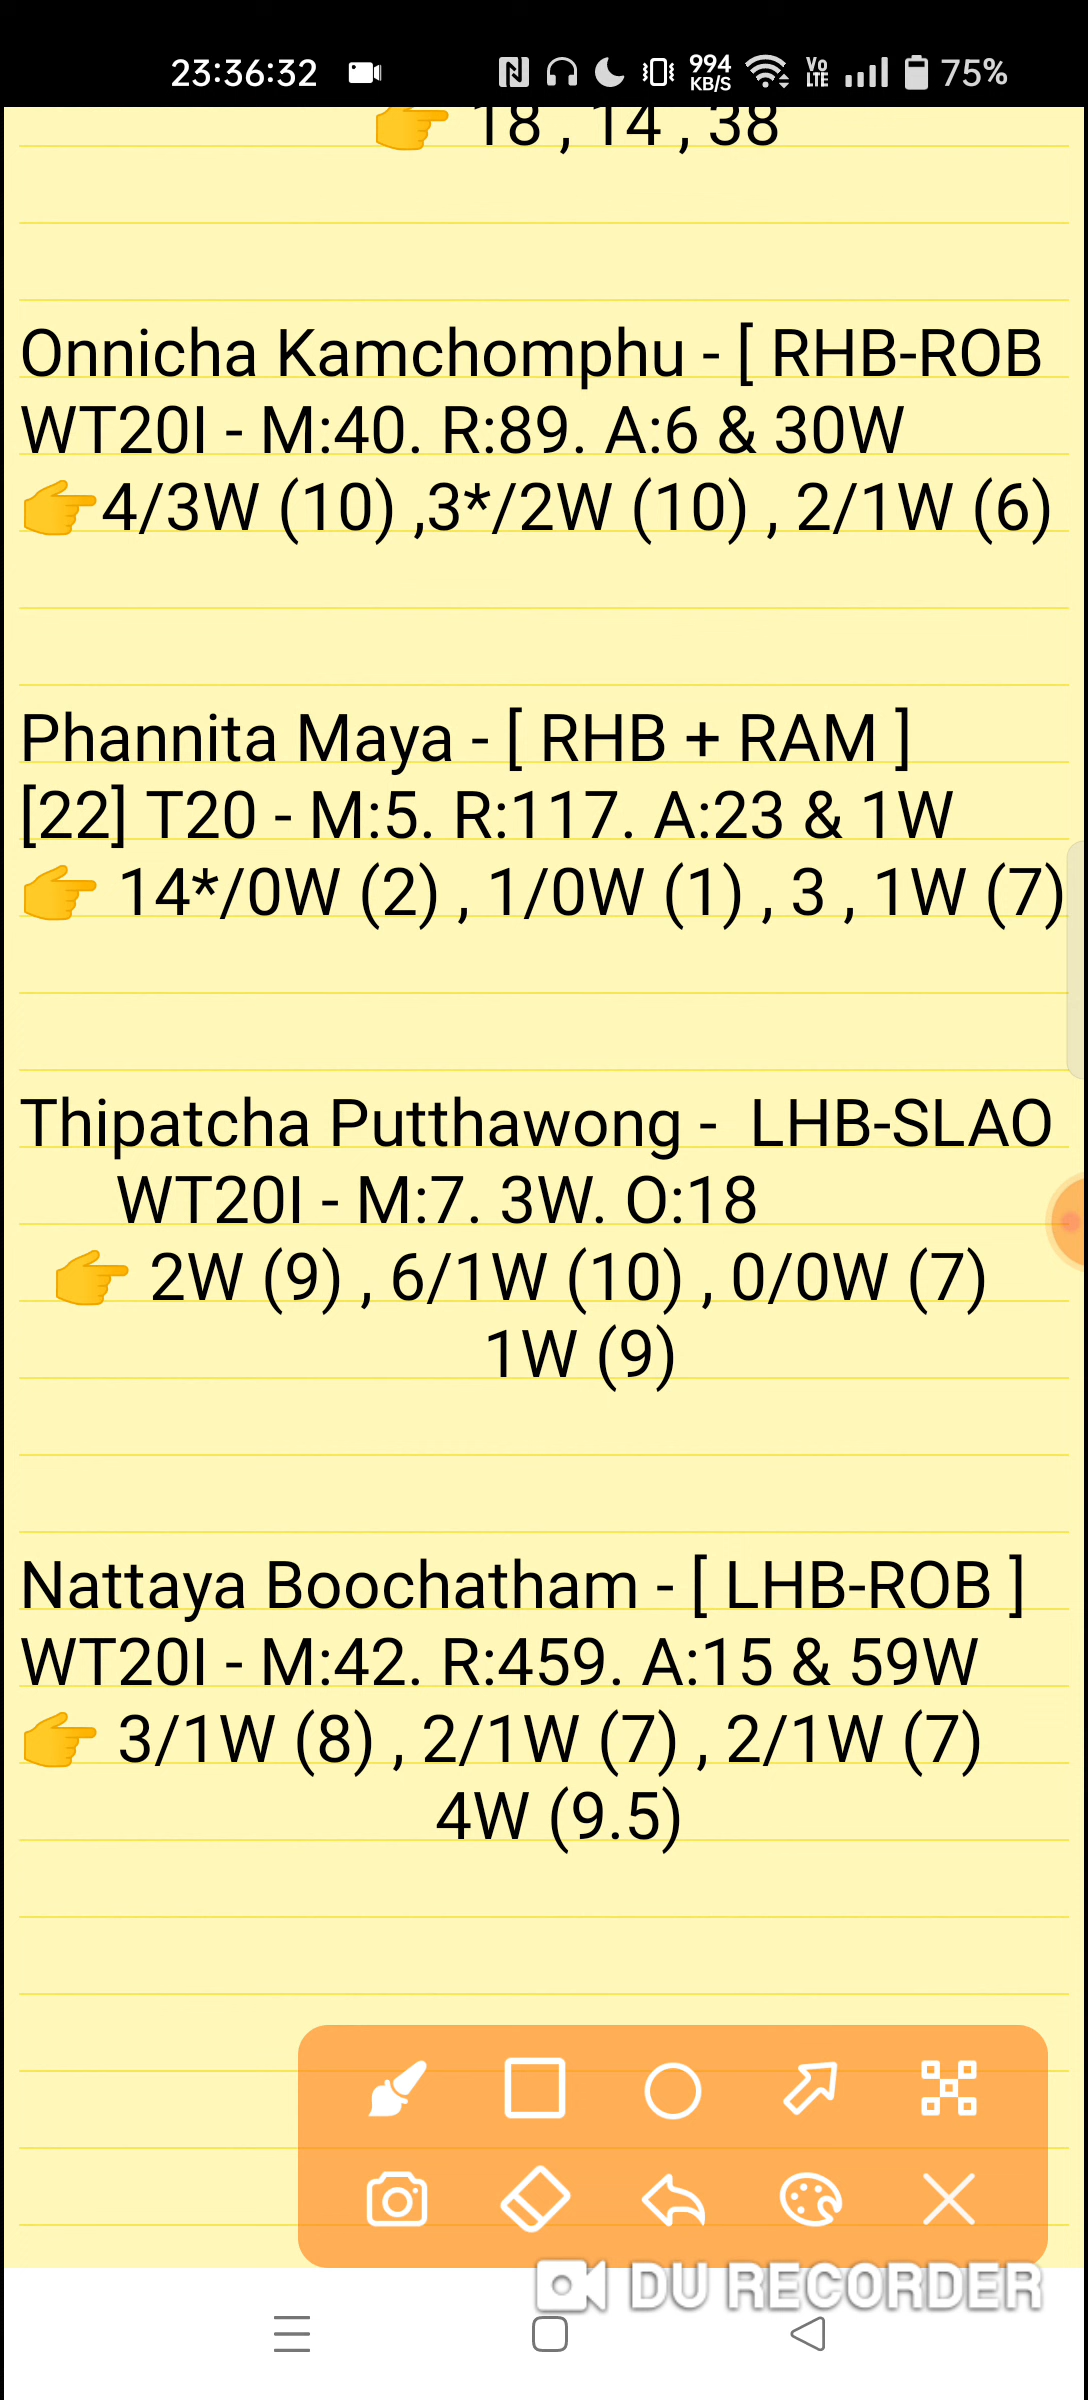 23:36:32 994 KB/S Vo LTE 75%
👉 18 , 14 , 38
Onnicha Kamchomphu - [ RHB-ROB
WT20I - M:40. R:89. A:6 & 30W
👉4/3W (10) ,3*/2W (10) , 2/1W (6)
Phannita Maya - [ RHB + RAM ]
[22] T20 - M:5. R:117. A:23 & 1W
👉 14*/0W (2) , 1/0W (1) , 3 , 1W (7)
Thipatcha Putthawong - LHB-SLAO
WT20I - M:7. 3W. O:18
👉 2W (9) , 6/1W (10) , 0/0W (7)
1W (9)
Nattaya Boochatham - [ LHB-ROB ]
WT20I - M:42. R:459. A:15 & 59W
👉 3/1W (8) , 2/1W (7) , 2/1W (7)
4W (9.5)
DU RECORDER